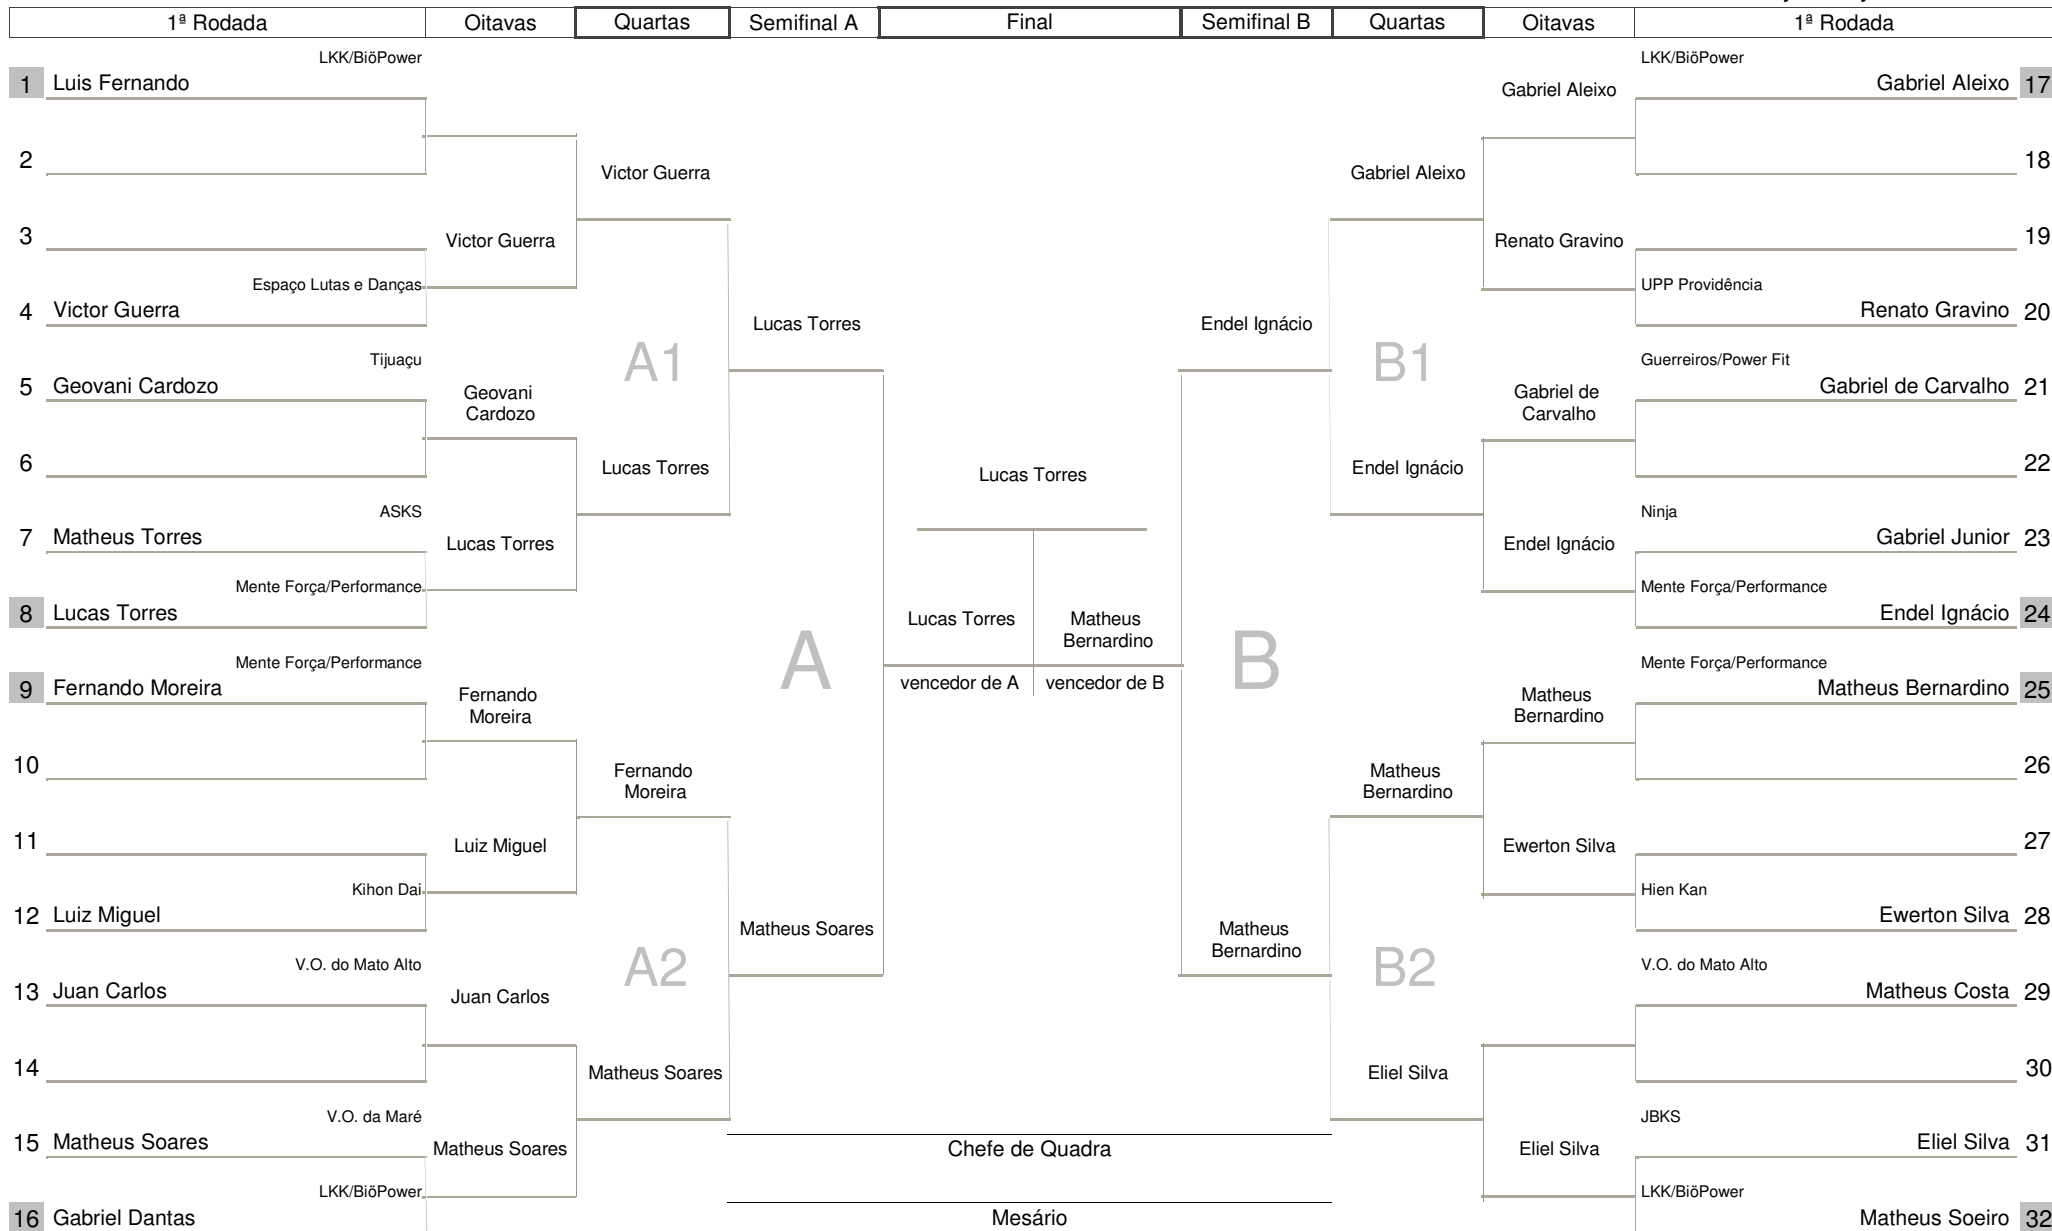 1ª Rodada
Oitavas
Quartas
Semifinal A
Final
Semifinal B
Quartas
Oitavas
1ª Rodada
LKK/BiöPower
1 Luis Fernando
2
3
Espaço Lutas e Danças
4 Victor Guerra
Tijuaçu
5 Geovani Cardozo
6
ASKS
7 Matheus Torres
Mente Força/Performance
8 Lucas Torres
Mente Força/Performance
9 Fernando Moreira
10
11
Kihon Dai
12 Luiz Miguel
V.O. do Mato Alto
13 Juan Carlos
14
V.O. da Maré
15 Matheus Soares
LKK/BiöPower
16 Gabriel Dantas
Victor Guerra
Geovani
Cardozo
Lucas Torres
Fernando
Moreira
Luiz Miguel
Juan Carlos
Matheus Soares
Victor Guerra
A1
Lucas Torres
Fernando
Moreira
A2
Matheus Soares
Lucas Torres
A
Matheus Soares
Lucas Torres
Lucas Torres
Matheus
Bernardino
vencedor de A
vencedor de B
Chefe de Quadra
Mesário
Endel Ignácio
B
Matheus
Bernardino
Gabriel Aleixo
B1
Endel Ignácio
Matheus
Bernardino
B2
Eliel Silva
Gabriel Aleixo
Renato Gravino
Gabriel de
Carvalho
Endel Ignácio
Matheus
Bernardino
Ewerton Silva
Eliel Silva
LKK/BiöPower
Gabriel Aleixo 17
18
19
UPP Providência
Renato Gravino 20
Guerreiros/Power Fit
Gabriel de Carvalho 21
22
Ninja
Gabriel Junior 23
Mente Força/Performance
Endel Ignácio 24
Mente Força/Performance
Matheus Bernardino 25
26
27
Hien Kan
Ewerton Silva 28
V.O. do Mato Alto
Matheus Costa 29
30
JBKS
Eliel Silva 31
LKK/BiöPower
Matheus Soeiro 32